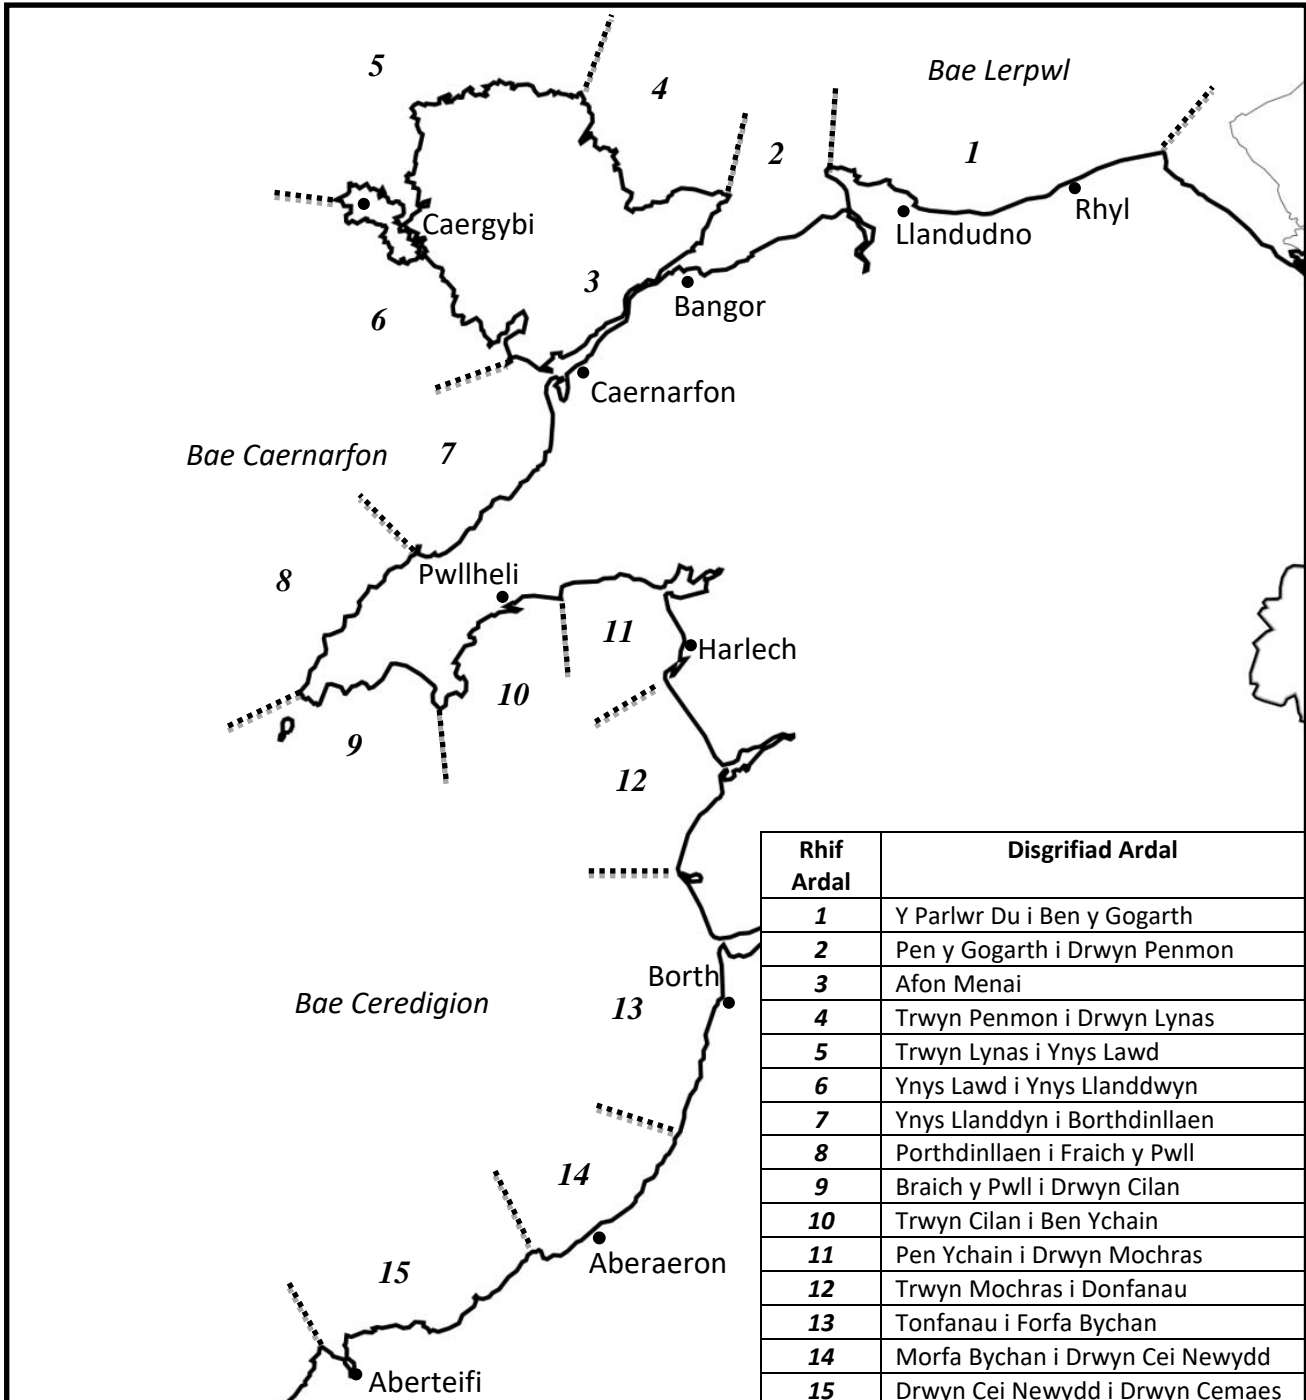 5
4
Bae Lerpwl
2
1
Rhyl
Caergybi
Llandudno
3
Bangor
6
Caernarfon
Bae Caernarfon
7
8
Pwllheli
11
Harlech
10
9
12
Borth
Bae Ceredigion
13
14
Aberaeron
15
Aberteifi
Rhif Disgrifiad Ardal
Ardal
1 Y Parlwr Du i Ben y Gogarth
2 Pen y Gogarth i Drwyn Penmon
3 Afon Menai
4 Trwyn Penmon i Drwyn Lynas
5 Trwyn Lynas i Ynys Lawd
6 Ynys Lawd i Ynys Llanddwyn
7 Ynys Llanddyn i Borthdinllaen
8 Porthdinllaen i Fraich y Pwll
9 Braich y Pwll i Drwyn Cilan
10 Trwyn Cilan i Ben Ychain
11 Pen Ychain i Drwyn Mochras
12 Trwyn Mochras i Donfanau
13 Tonfanau i Forfa Bychan
14 Morfa Bychan i Drwyn Cei Newydd
15 Drwyn Cei Newydd i Drwyn Cemaes